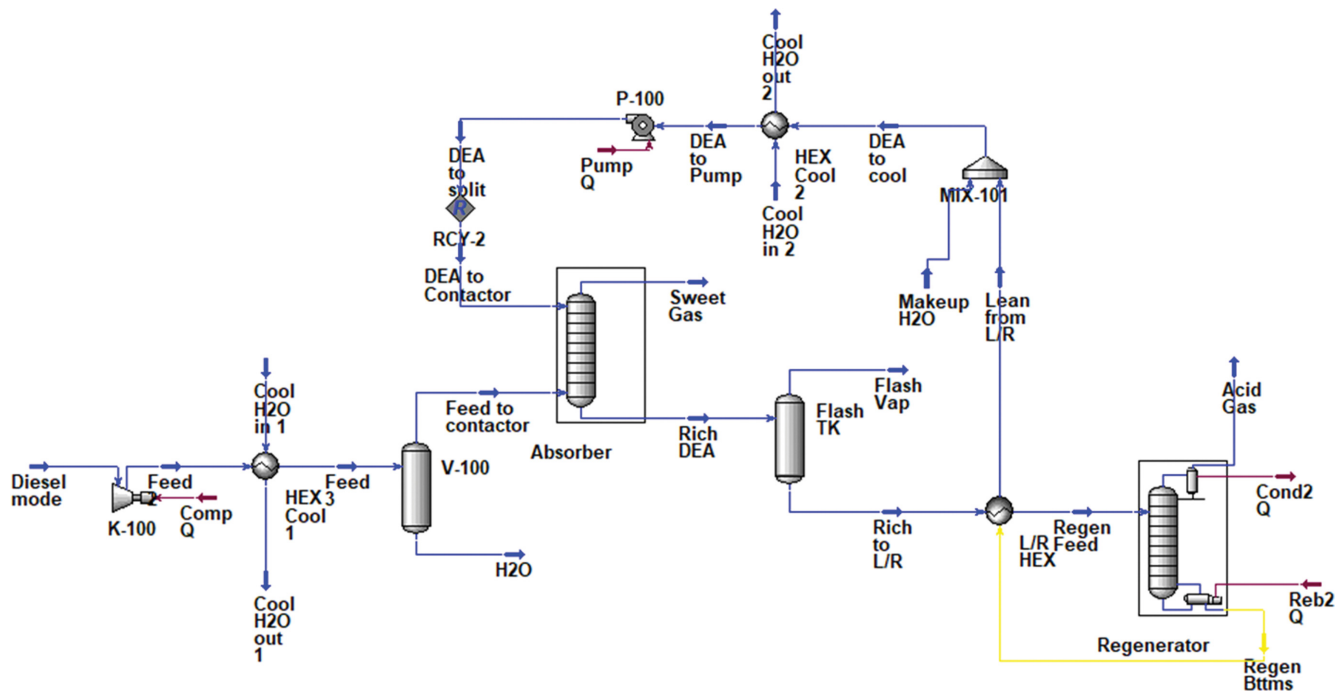 Cool
H2O
out
2
P-100
DEA
to
split
Pump
Q
DEA
to
Pump
HEX
Cool
2
DEA
to
cool
MIX-101
Cool
H2O
in 2
R
RCY-2
DEA to
Contactor
Sweet
Gas
Makeup
H2O
Lean
from
L/R
Cool
H2O
in 1
Feed to
contactor
Absorber
Rich
DEA
Flash
Vap
Flash
TK
Acid
Gas
Diesel
mode
Feed
2
K-100
Comp
Q
HEX
Cool
1
Feed
3
V-100
H2O
Cool
H2O
out
1
Rich
to
L/R
L/R
HEX
Regen
Feed
Cond2
Q
Reb2
Q
Regenerator
Regen
Bttms